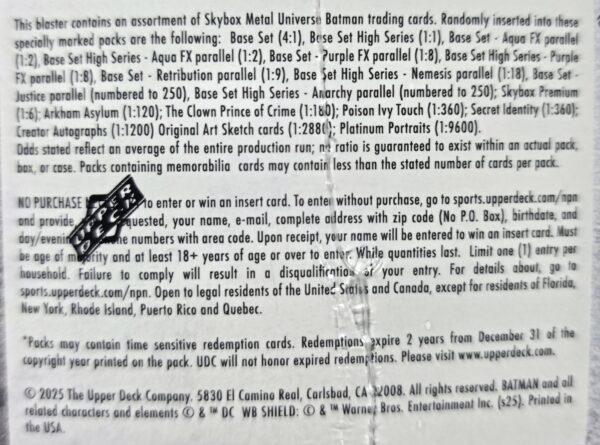 This blaster contains an assortment of Skybox Metal Universe Batman trading cards. Randomly inserted into these
specially marked packs are the following: Base Set (4:1), Base Set High Series (1:1), Base Set - Aqua FX parallel
(1:2), Base Set High Series - Aqua FX parallel (1:2), Base Set - Purple FX parallel (1:8), Base Set High Series - Purple
FX parallel (1:8), Base Set - Retribution parallel (1:9), Base Set High Series - Nemesis parallel (1:18), Base Set -
Justice parallel (numbered to 250), Base Set High Series - Anarchy parallel (numbered to 250); Skybox Premium
(1:6); Arkham Asylum (1:120); The Clown Prince of Crime (1:180); Poison Ivy Touch (1:360); Secret Identity (1:360);
Creator Autographs (1:1200) Original Art Sketch cards (1:2880); Platinum Portraits (1:9600).
Odds stated reflect an average of the entire production run; no ratio is guaranteed to exist within an actual pack,
box, or case. Packs containing memorabilia cards may contain less than the stated number of cards per pack.
NO PURCHASE to enter or win an insert card. To enter without purchase, go to sports.upperdeck.com/npn
and provide, requested, your name, e-mail, complete address with zip code (No P.O. Box), birthdate, and
day/evening numbers with area code. Upon receipt, your name will be entered to win an insert card. Must
be age of majority and at least 18+ years of age or over to enter. While quantities last. Limit one (1) entry per
household. Failure to comply will result in a disqualification of your entry. For details about, go to
sports.upperdeck.com/npn. Open to legal residents of the United States and Canada, except for residents of Florida,
New York, Rhode Island, Puerto Rico and Quebec.
UPPER
DECK
*Packs may contain time sensitive redemption cards. Redemptions expire 2 years from December 31 of the
copyright year printed on the pack. UDC will not honor expired redemptions. Please visit www.upperdeck.com.
© 2025 The Upper Deck Company. 5830 El Camino Real, Carlsbad, CA 92008. All rights reserved. BATMAN and all
related characters and elements © & ™ DC WB SHIELD: © & ™ Warner Bros. Entertainment Inc. (s25). Printed in
the USA.